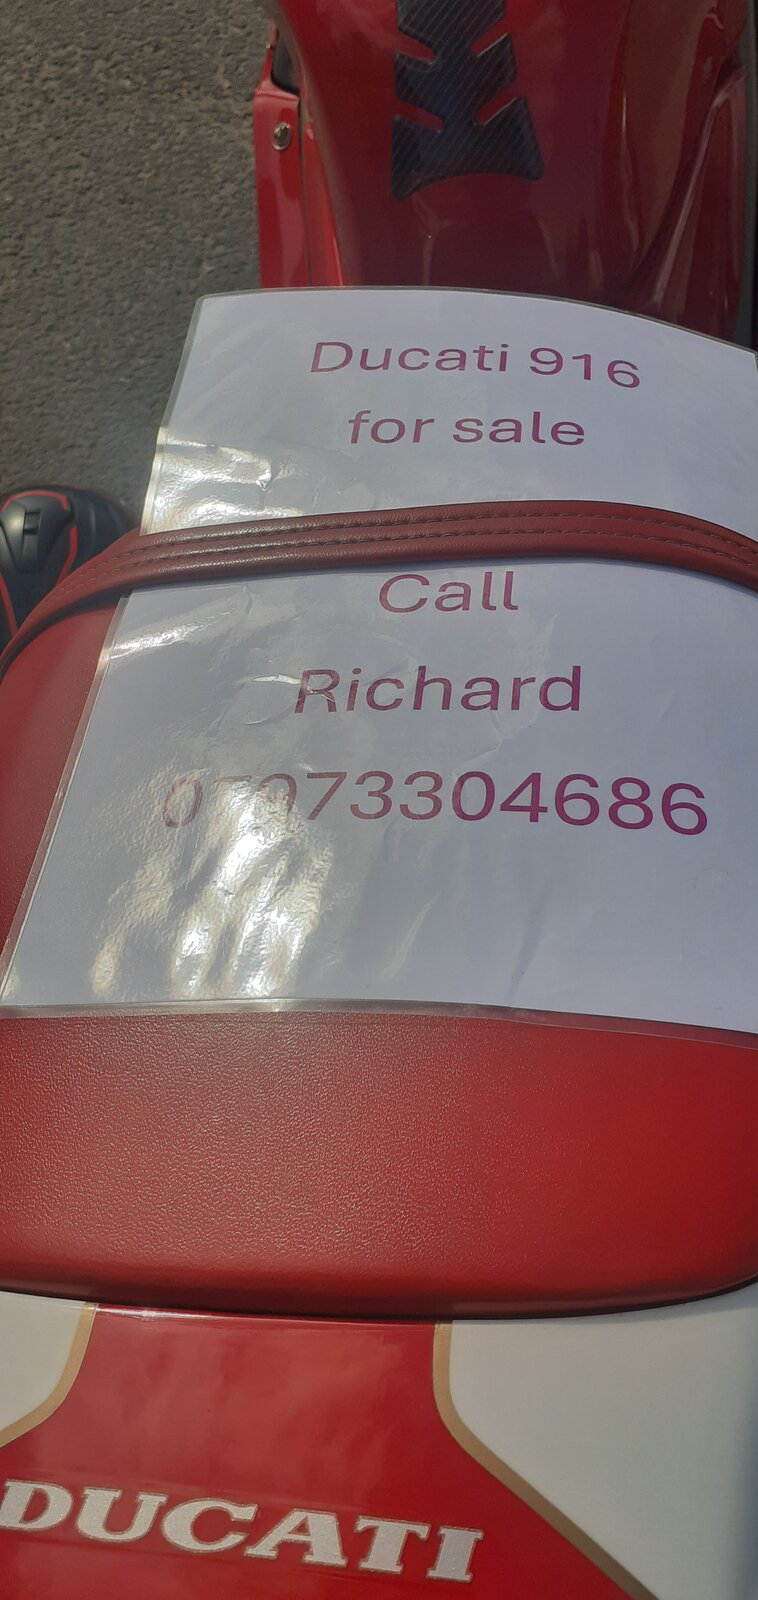 Ducati 916
for sale
Call
Richard
DUCATI